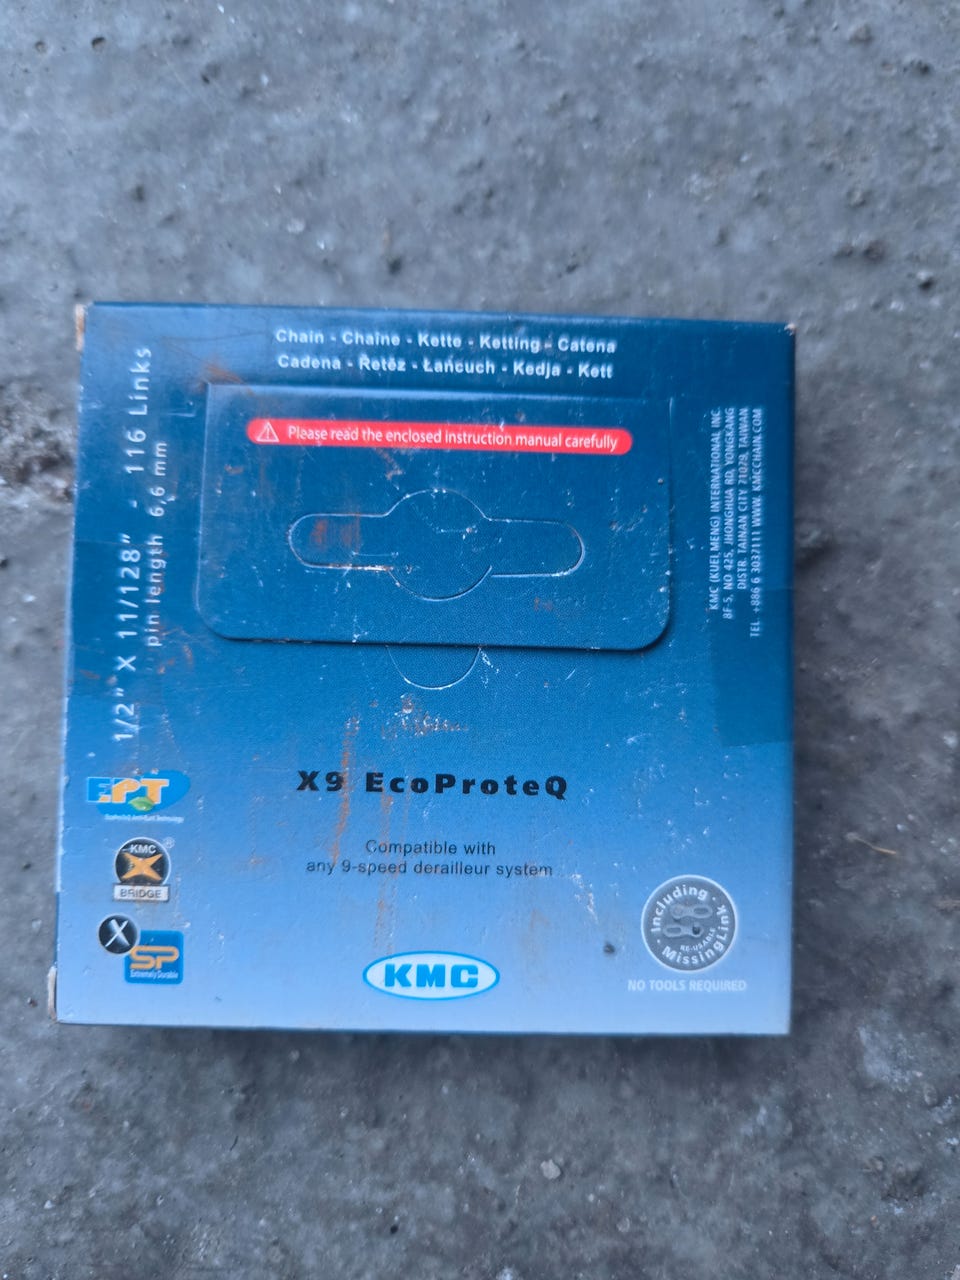 Chain - Chaîne - Kette - Ketting - Catena
Cadena - Řetěz - Łańcuch - Kedja - Kett
Please read the enclosed instruction manual carefully
1/2" X 11/128" - 116 Links
pin length 6,6 mm
KMC (KUEI MENG) INTERNATIONAL INC.
8F-5, NO 425, JHONGHUA RD, YONGKANG
DISTR. TAINAN CITY 71079, TAIWAN
TEL +886 6 3037111 WWW. KMCCHAIN.COM
X9 EcoProteQ
Compatible with
any 9-speed derailleur system
EPT
KMC
X
BRIDGE
X
SP
Extremely Durable
KMC
Including
RE-USABLE
MissingLink
NO TOOLS REQUIRED